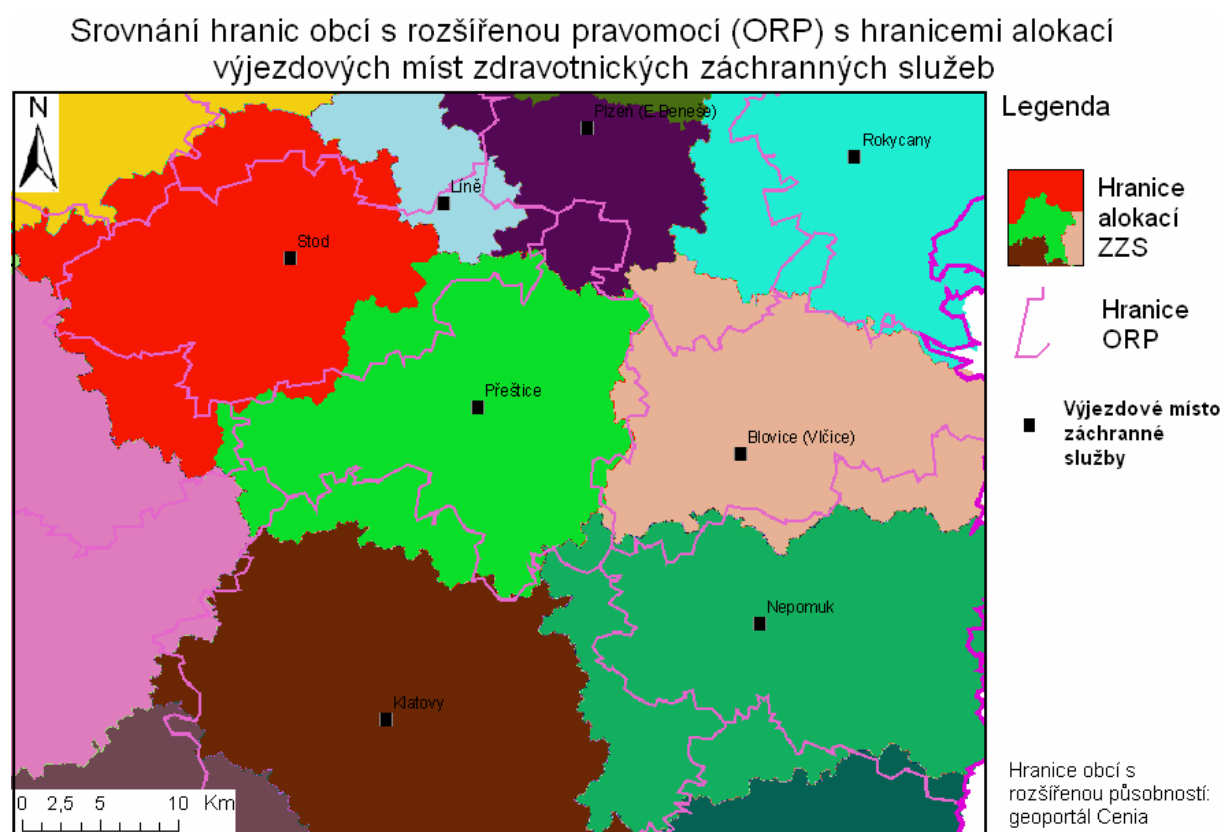 Srovnání hranic obcí s rozšířenou pravomocí (ORP) s hranicemi alokací
výjezdových míst zdravotnických záchranných služeb
N
Plzeň (E.Beneše)
Rokycany
Líně
Stod
Přeštice
Blovice (Vlčice)
Nepomuk
Klatovy
0 2,5 5 10 Km
Legenda
Hranice
alokací
ZZS
Hranice
ORP
Výjezdové místo
záchranné
služby
Hranice obcí s
rozšířenou působností:
geoportál Cenia